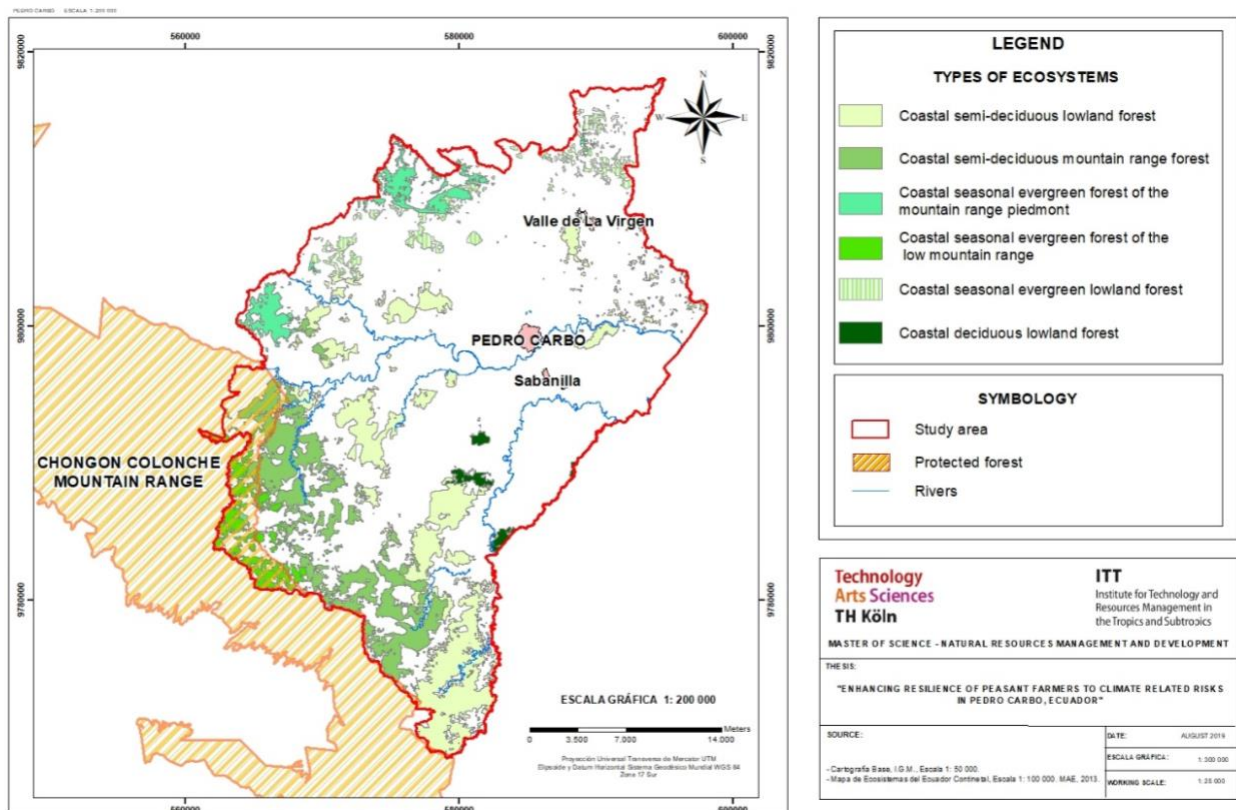 PEDRO CARBO ESCALA 1:200 000
560000
580000
600000
9820000
9820000
N
W
E
S
Valle de La Virgen
9800000
9800000
PEDRO CARBO
Sabanilla
CHONGON COLONCHE
MOUNTAIN RANGE
9780000
9780000
ESCALA GRÁFICA 1: 200 000
Meters
0 3.500 7.000 14.000
Proyección Universal Transversa de Mercator UTM
Elipsoide y Datum Horizontal Sistema Geodésico Mundial WGS 84
Zona 17 Sur
560000
580000
600000
LEGEND
TYPES OF ECOSYSTEMS
Coastal semi-deciduous lowland forest
Coastal semi-deciduous mountain range forest
Coastal seasonal evergreen forest of the
mountain range piedmont
Coastal seasonal evergreen forest of the
low mountain range
Coastal seasonal evergreen lowland forest
Coastal deciduous lowland forest
SYMBOLOGY
Study area
Protected forest
Rivers
Technology
Arts Sciences
TH Köln
ITT
Institute for Technology and
Resources Management in
the Tropics and Subtropics
MASTER OF SCIENCE - NATURAL RESOURCES MANAGEMENT AND DEVELOPMENT
THESIS:
"ENHANCING RESILIENCE OF PEASANT FARMERS TO CLIMATE RELATED RISKS
IN PEDRO CARBO, ECUADOR"
SOURCE:
- Cartografía Base, I.G.M., Escala 1: 50 000.
- Mapa de Ecosistemas del Ecuador Continetal, Escala 1: 100 000. MAE, 2013.
DATE: AUGUST 2019
ESCALA GRÁFICA: 1: 300 000
WORKING SCALE: 1:25 000